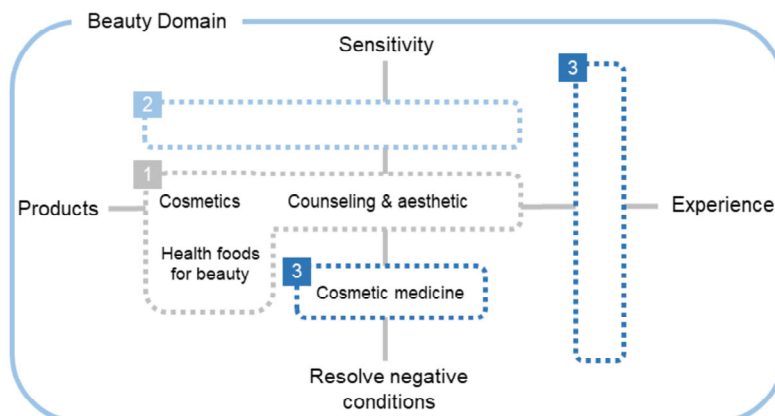 Beauty Domain
Sensitivity
3
2
1
Products
Cosmetics
Counseling & aesthetic
Experience
Health foods
for beauty
3
Cosmetic medicine
Resolve negative
conditions